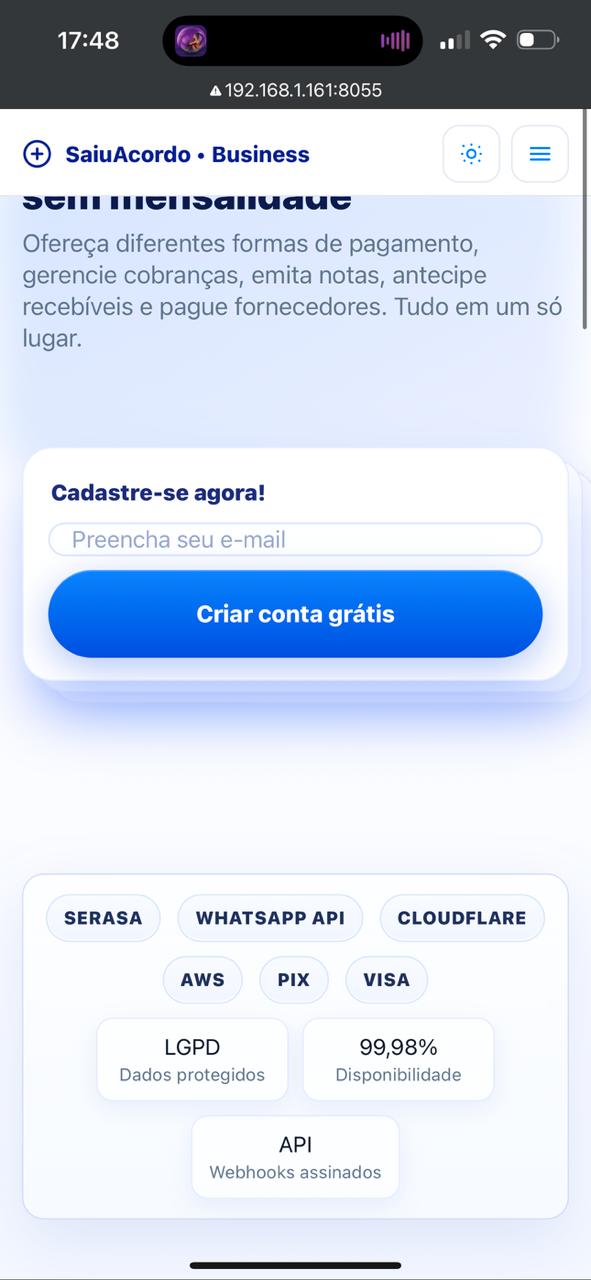 17:48
192.168.1.161:8055
SaiuAcordo • Business
sem mensalidade
Ofereça diferentes formas de pagamento,
gerencie cobranças, emita notas, antecipe
recebíveis e pague fornecedores. Tudo em um só
lugar.
Cadastre-se agora!
Preencha seu e-mail
Criar conta grátis
SERASA WHATSAPP API CLOUDFLARE
AWS PIX VISA
LGPD 99,98%
Dados protegidos Disponibilidade
API
Webhooks assinados